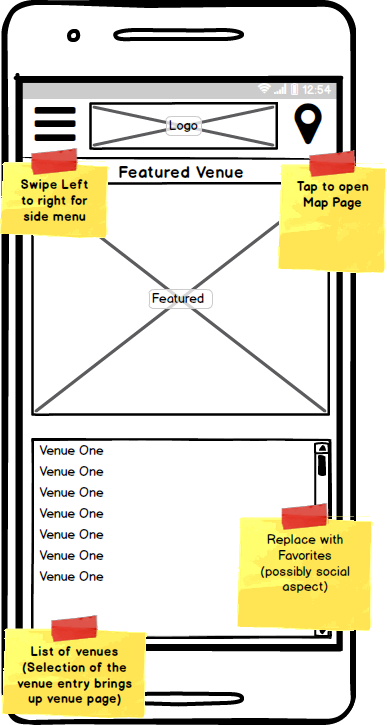 12:54
Logo
Featured Venue
Swipe Left
to right for
side menu
Tap to open
Map Page
Featured
Venue One
Venue One
Venue One
Venue One
Venue One
Venue One
Venue One
Replace with
Favorites
(possibly social
aspect)
List of venues
(Selection of the
venue entry brings
up venue page)